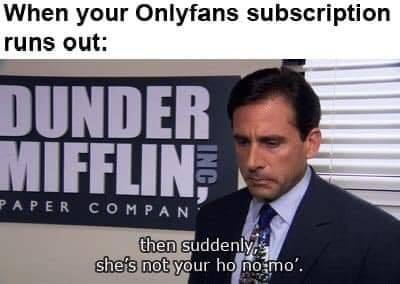 When your Onlyfans subscription
runs out:
DUNDER
MIFFLIN,
INC
PAPER COMPAN
then suddenly,
she's not your ho no mo'.